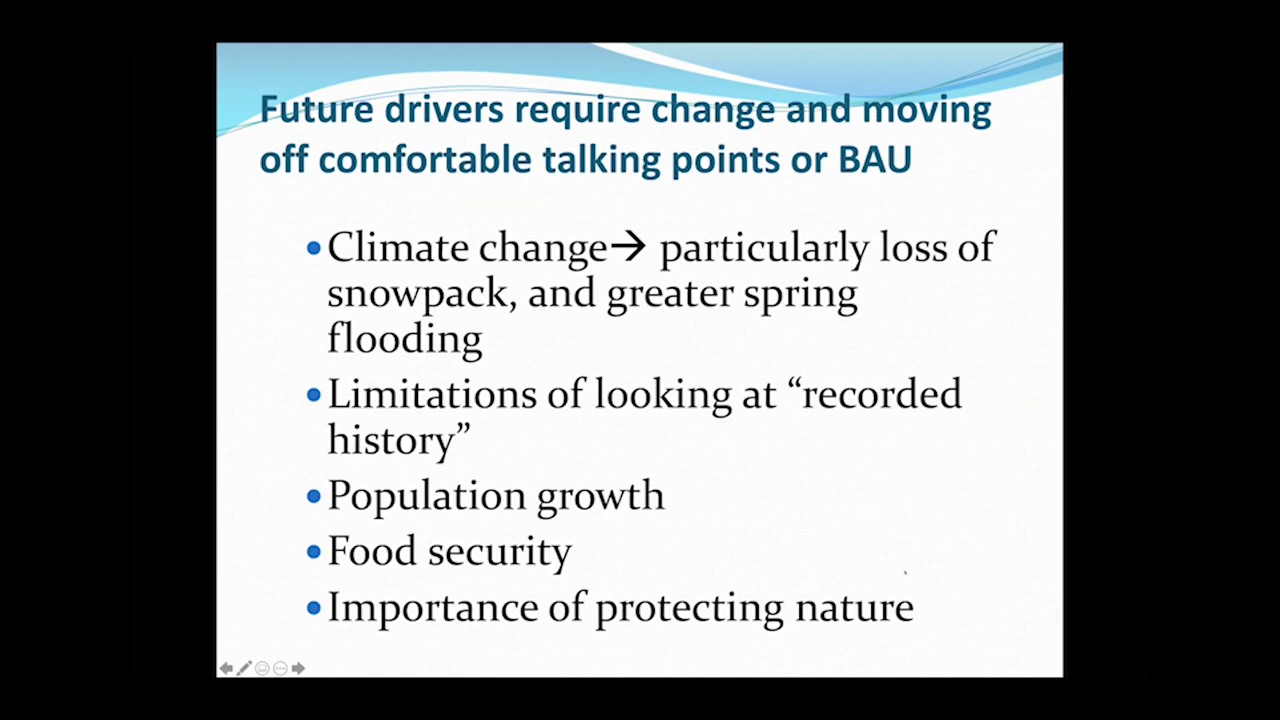 Future drivers require change and moving
off comfortable talking points or BAU
•Climate change→ particularly loss of
snowpack, and greater spring
flooding
•Limitations of looking at “recorded
history”
•Population growth
•Food security
•Importance of protecting nature